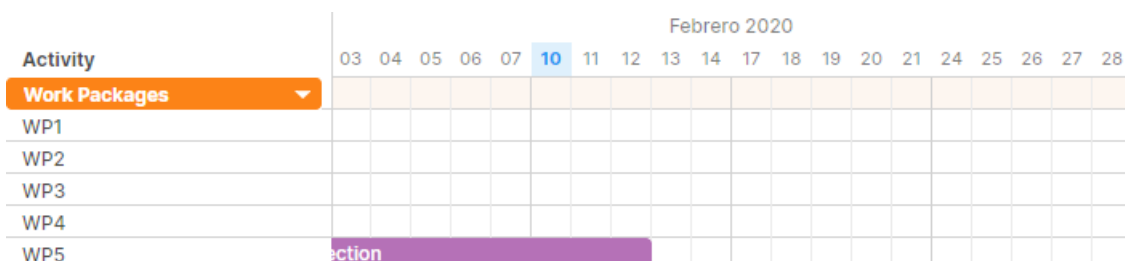 Febrero 2020
Activity 03 04 05 06 07 10 11 12 13 14 17 18 19 20 21 24 25 26 27 28
Work Packages
WP1
WP2
WP3
WP4
WP5 ection